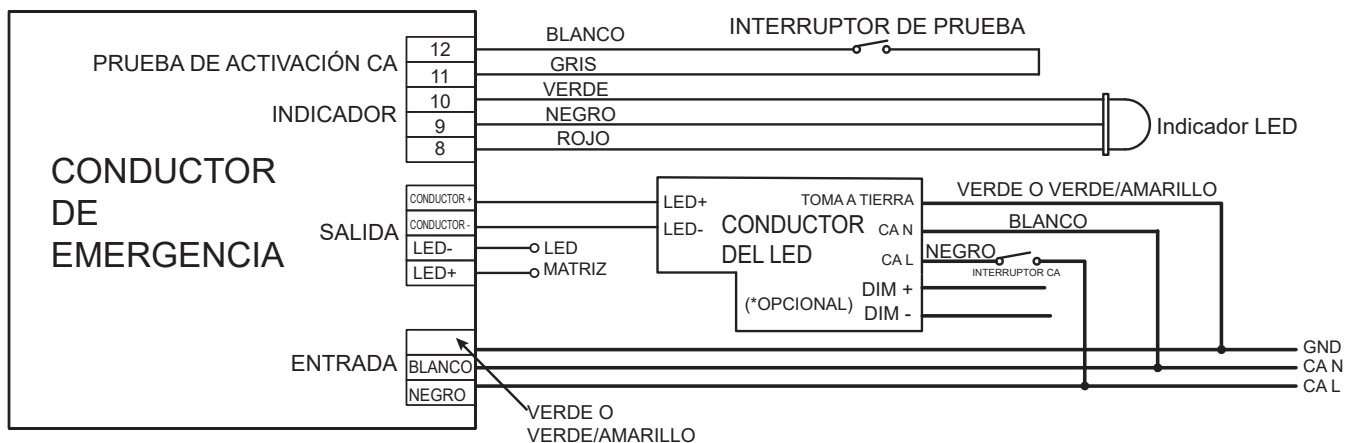 PRUEBA DE ACTIVACIÓN CA
12
11
BLANCO
GRIS
INTERRUPTOR DE PRUEBA
INDICADOR
10
9
8
VERDE
NEGRO
ROJO
Indicador LED
CONDUCTOR
DE
EMERGENCIA
SALIDA
CONDUCTOR +
CONDUCTOR -
LED-
LED+
LED
MATRIZ
LED+
LED-
CONDUCTOR
DEL LED
(*OPCIONAL)
TOMA A TIERRA
CA N
CA L
DIM +
DIM -
VERDE O VERDE/AMARILLO
BLANCO
NEGRO
INTERRUPTOR CA
ENTRADA
BLANCO
NEGRO
VERDE O
VERDE/AMARILLO
GND
CA N
CA L